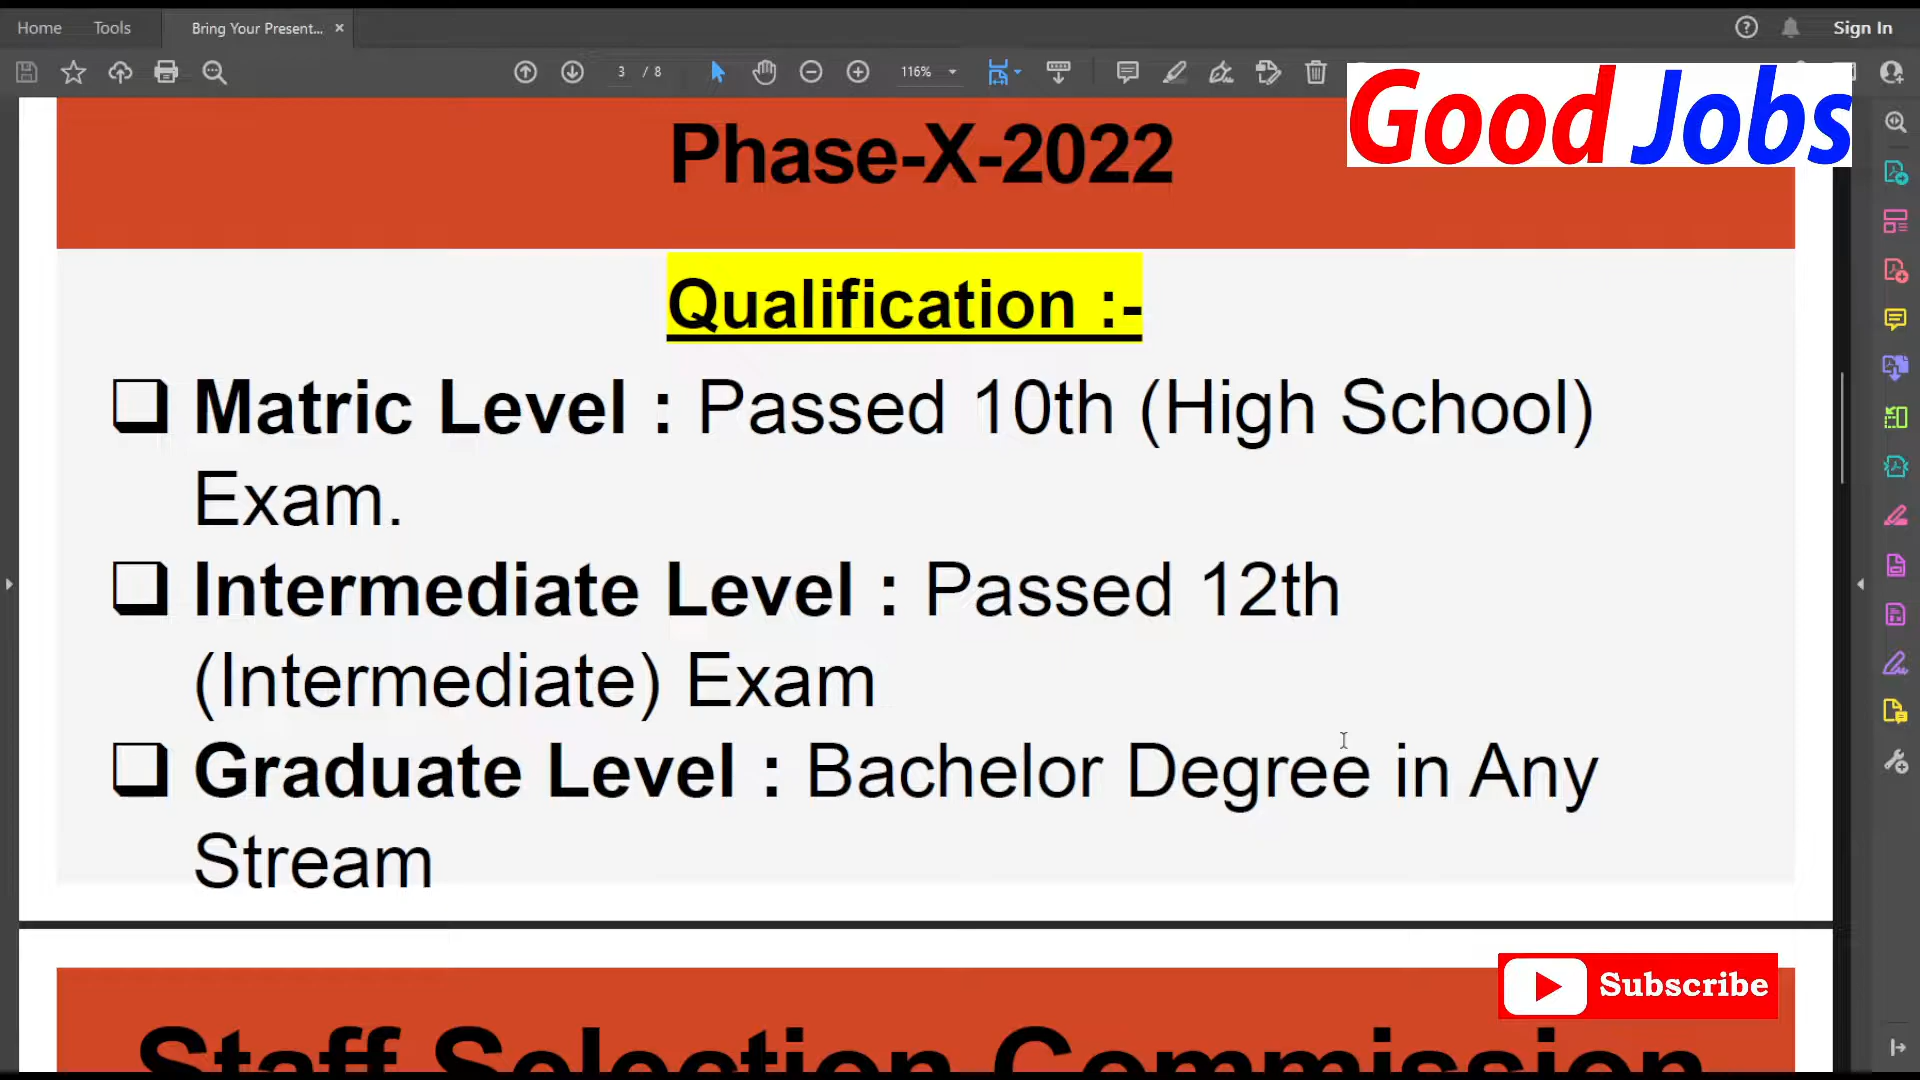 Home Tools Bring Your Present... × Sign In
3 / 8 116%
Good Jobs
Phase-X-2022
Qualification :-
Matric Level : Passed 10th (High School)
Exam.
Intermediate Level : Passed 12th
(Intermediate) Exam
Graduate Level : Bachelor Degree in Any
Stream
Subscribe
Staff Selection Commission